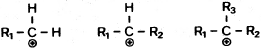 H H R₃
R₁–C–H R₁–C–R₂ R₁–C–R₂
⊕ ⊕ ⊕